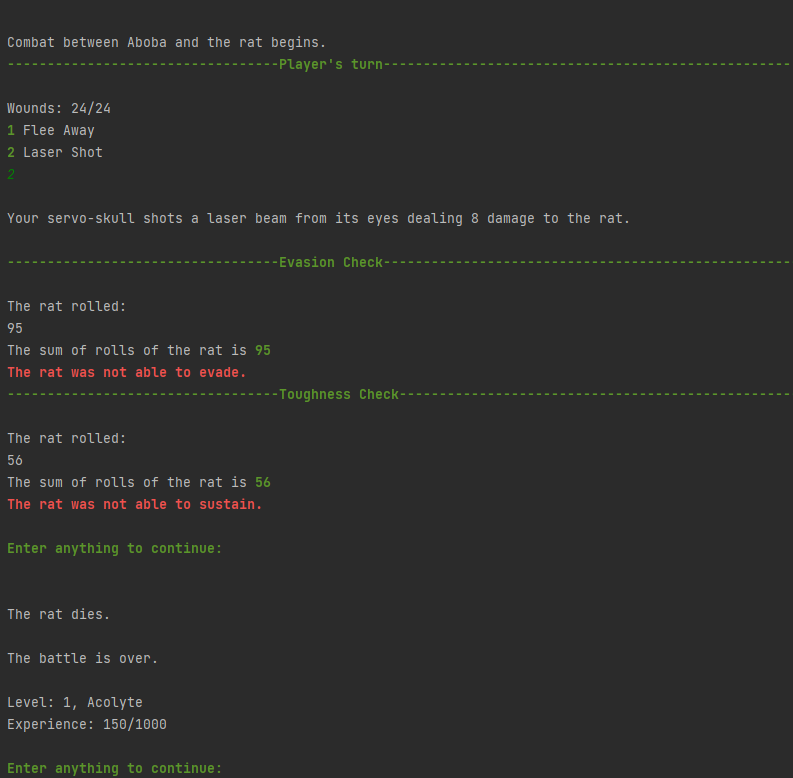 Combat between Aboba and the rat begins.
----------------------------------Player's turn---------------------------------------------------
Wounds: 24/24
1 Flee Away
2 Laser Shot
2
Your servo-skull shots a laser beam from its eyes dealing 8 damage to the rat.
----------------------------------Evasion Check---------------------------------------------------
The rat rolled:
95
The sum of rolls of the rat is 95
The rat was not able to evade.
----------------------------------Toughness Check-------------------------------------------------
The rat rolled:
56
The sum of rolls of the rat is 56
The rat was not able to sustain.
Enter anything to continue:
The rat dies.
The battle is over.
Level: 1, Acolyte
Experience: 150/1000
Enter anything to continue: